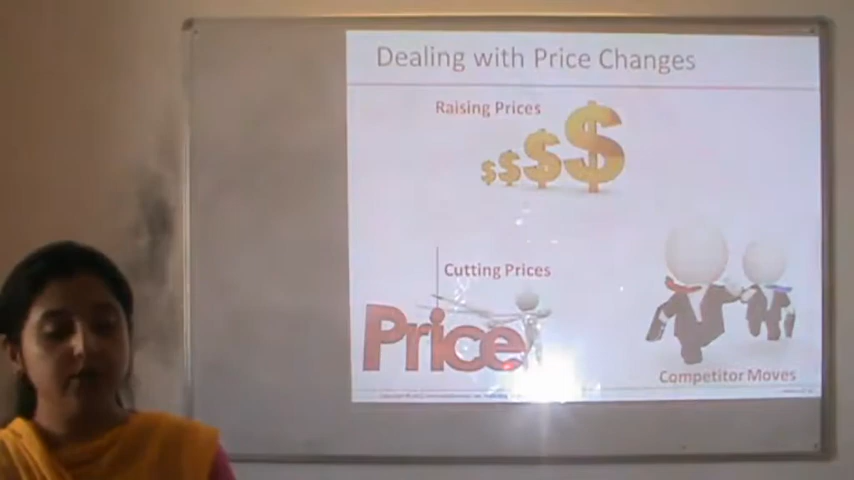 Dealing with Price Changes
Raising Prices
$$$$
Cutting Prices
Price
Competitor Moves